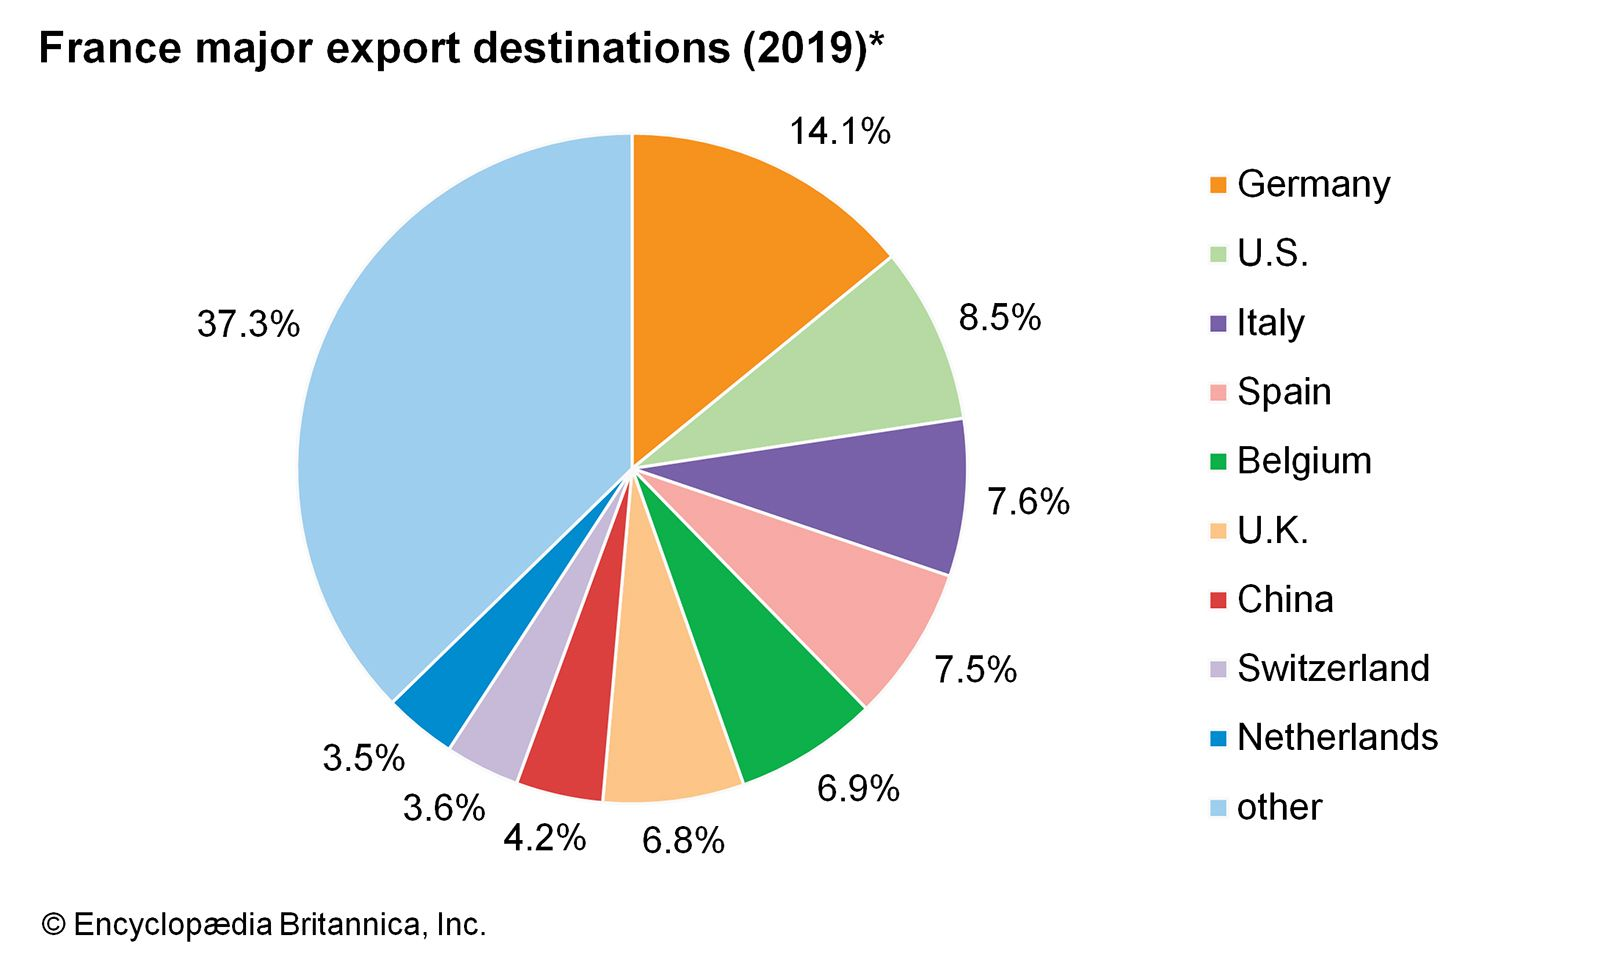 France major export destinations (2019)*
14.1%
8.5%
7.6%
7.5%
6.9%
6.8%
4.2%
3.6%
3.5%
37.3%
Germany
U.S.
Italy
Spain
Belgium
U.K.
China
Switzerland
Netherlands
other
© Encyclopædia Britannica, Inc.